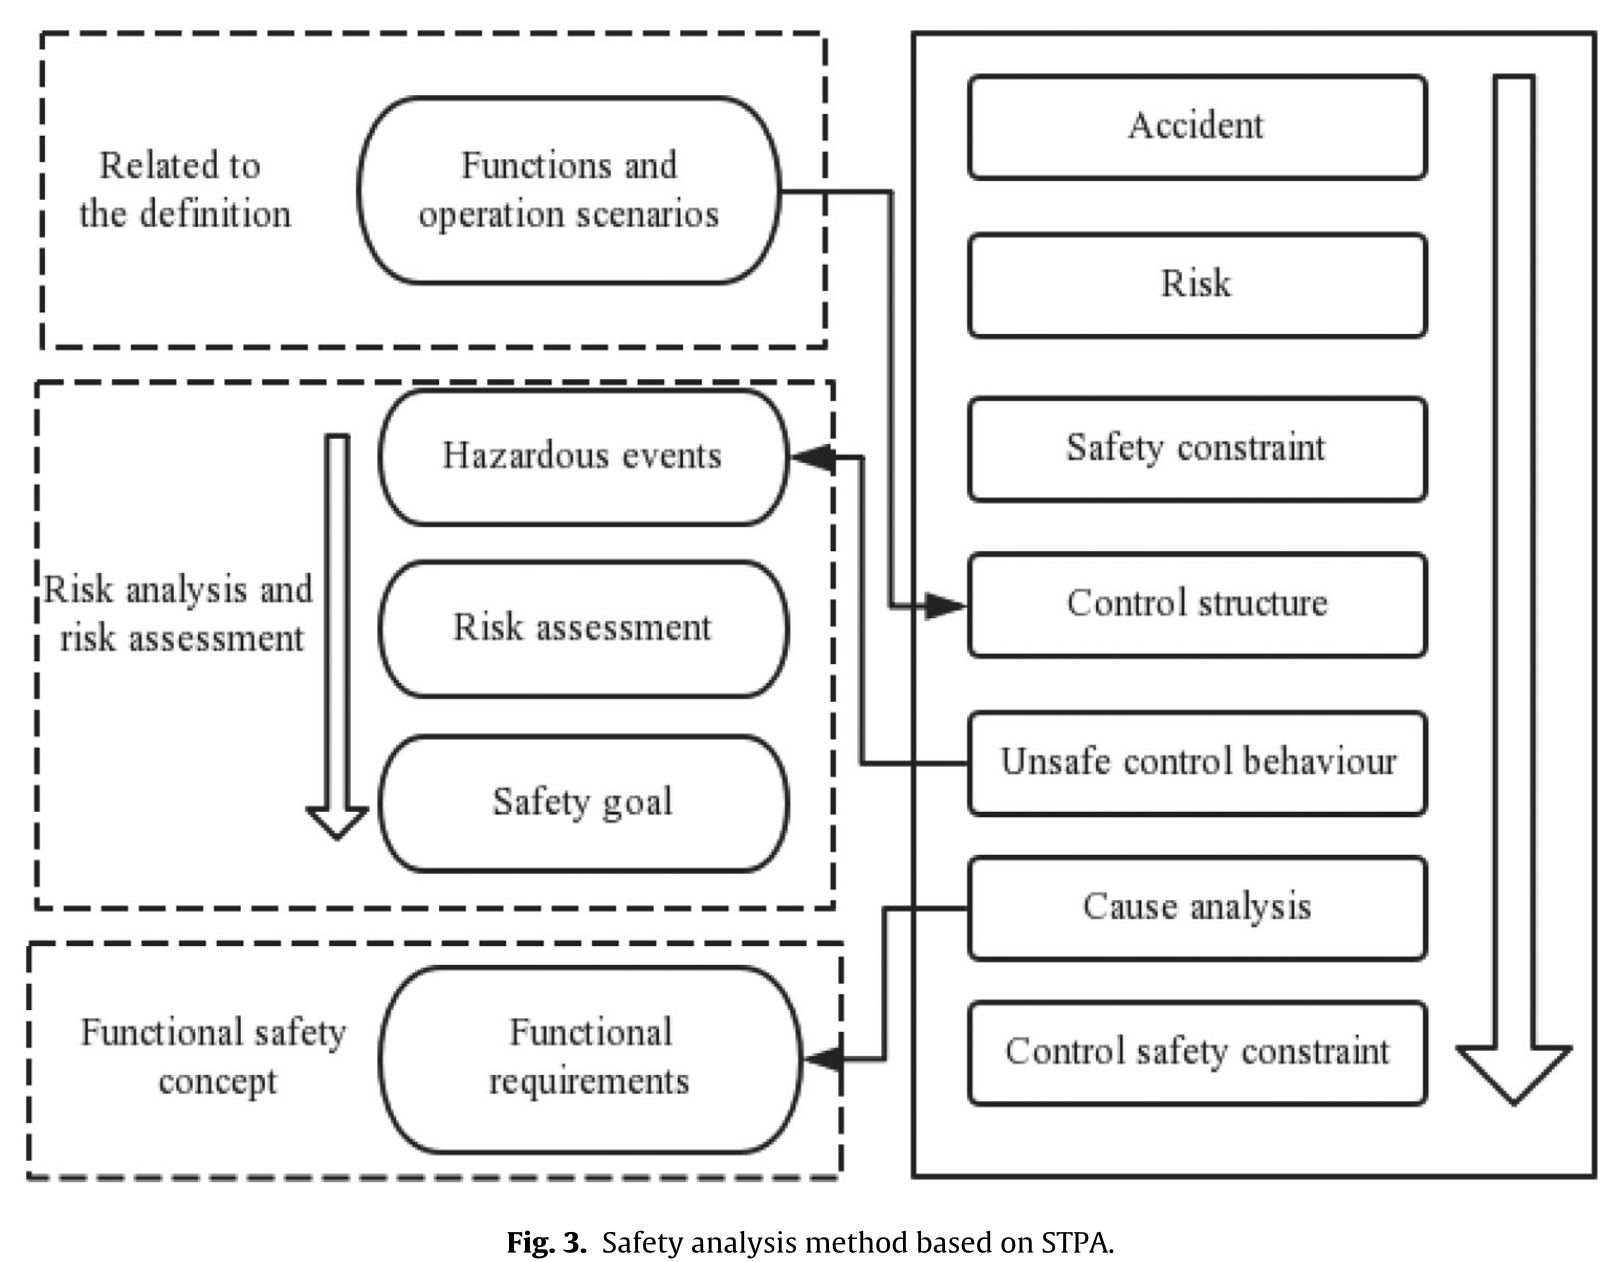 Related to
the definition
Functions and
operation scenarios
Risk analysis and
risk assessment
Hazardous events
Risk assessment
Safety goal
Functional safety
concept
Functional
requirements
Accident
Risk
Safety constraint
Control structure
Unsafe control behaviour
Cause analysis
Control safety constraint
Fig. 3. Safety analysis method based on STPA.